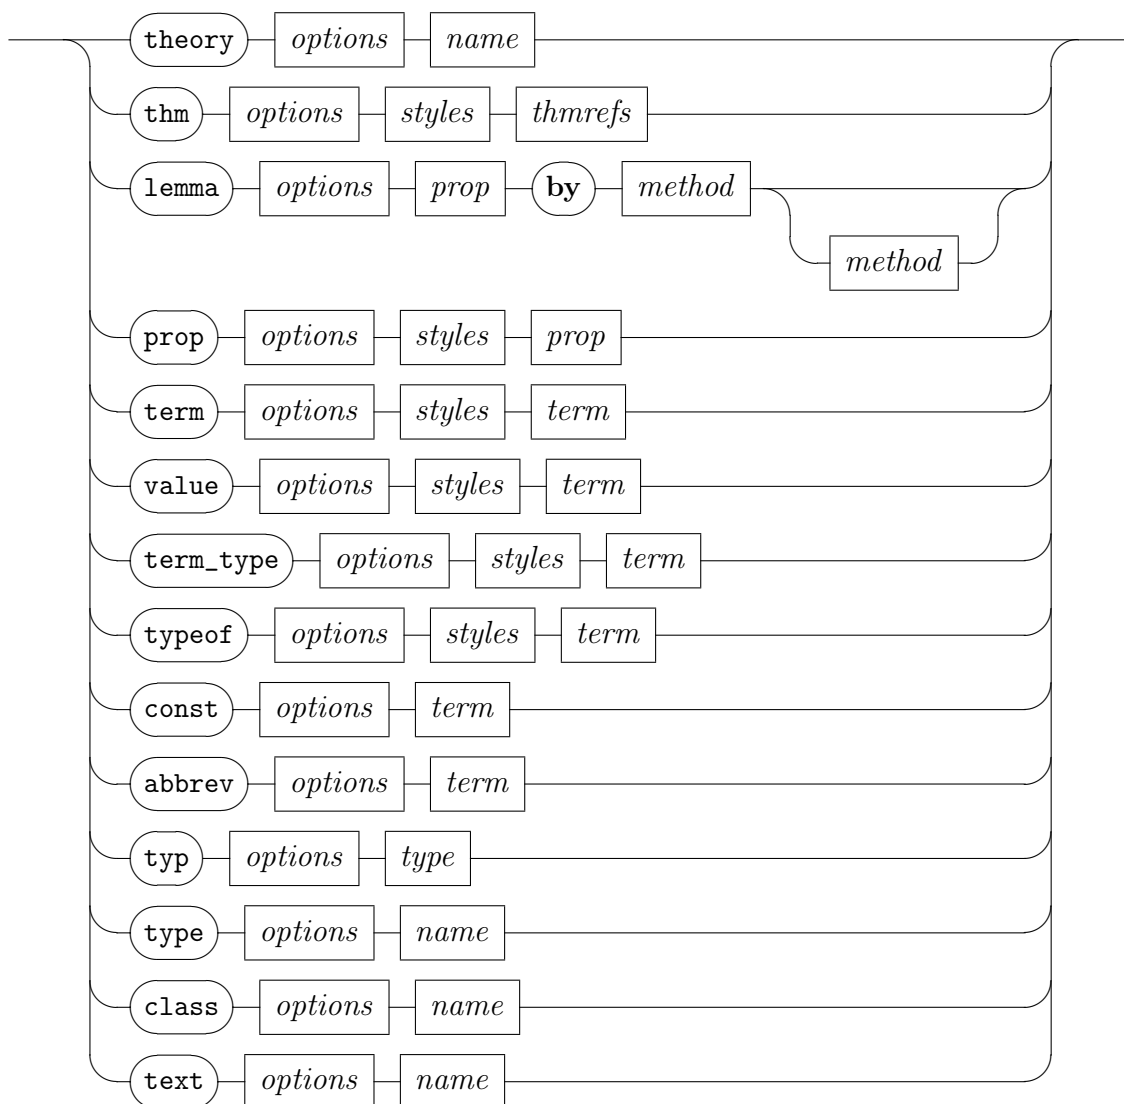 theory options name
thm options styles thmrefs
lemma options prop by method
method
prop options styles prop
term options styles term
value options styles term
term_type options styles term
typeof options styles term
const options term
abbrev options term
typ options type
type options name
class options name
text options name